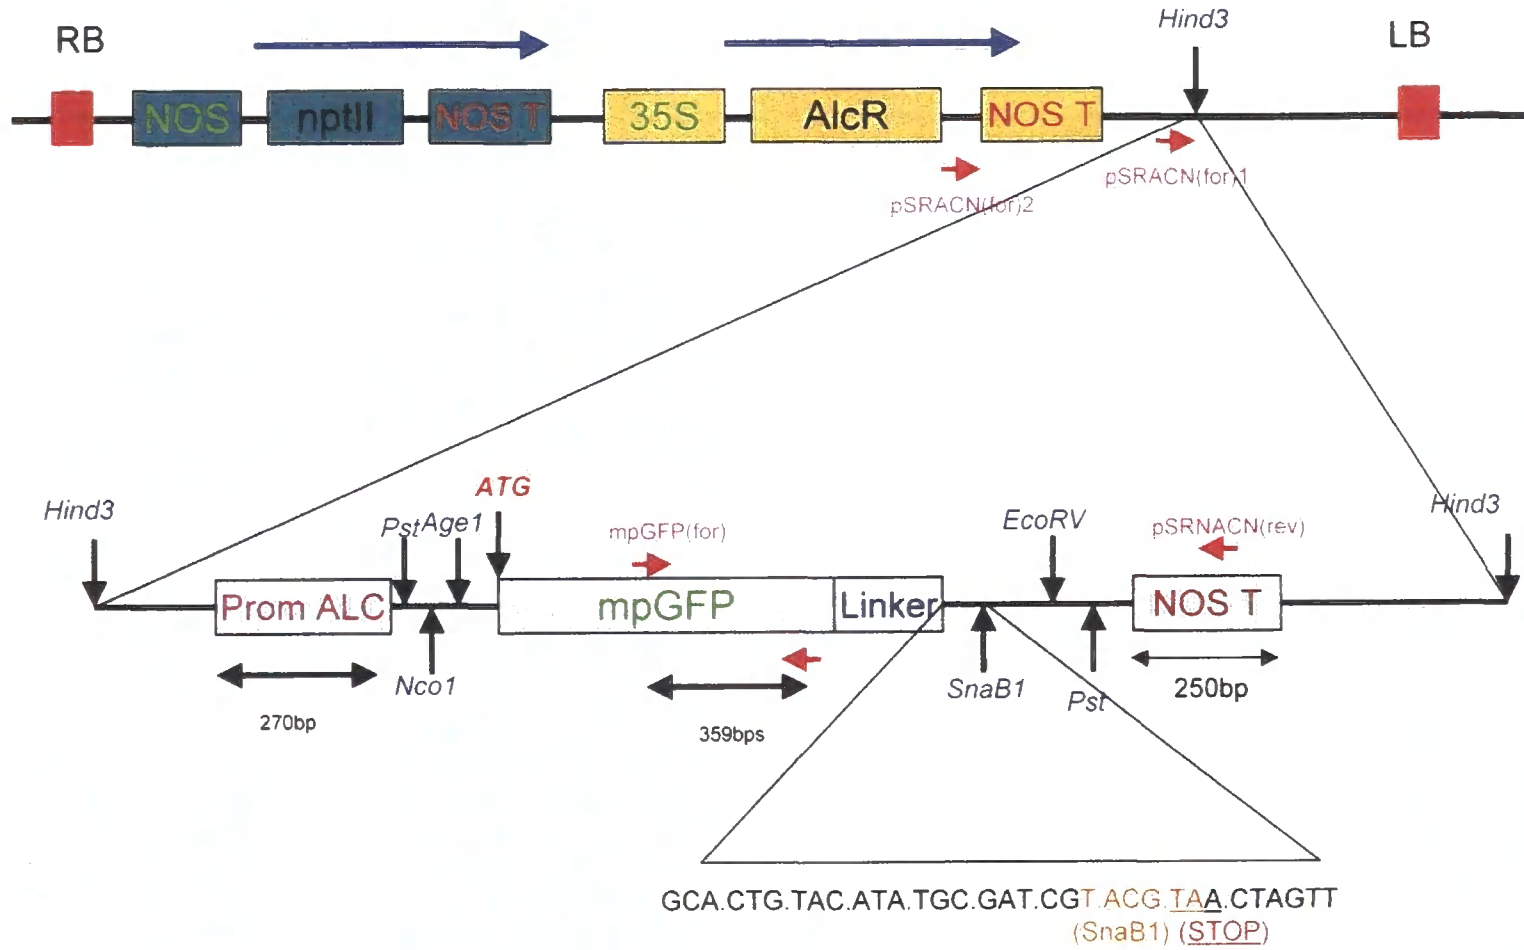 Hind3
RB
LB
NOS nptII NOS T 35S AlcR NOS T
pSRACN(for)1
pSRACN(for)2
ATG
Hind3
Pst Age1
mpGFP(for)
EcoRV
pSRNACN(rev)
Hind3
Prom ALC mpGFP Linker NOS T
Nco1
SnaB1
Pst
250bp
270bp
359bps
GCA.CTG.TAC.ATA.TGC.GAT.CGT.ACG.TAA.CTAGTT
(SnaB1) (STOP)